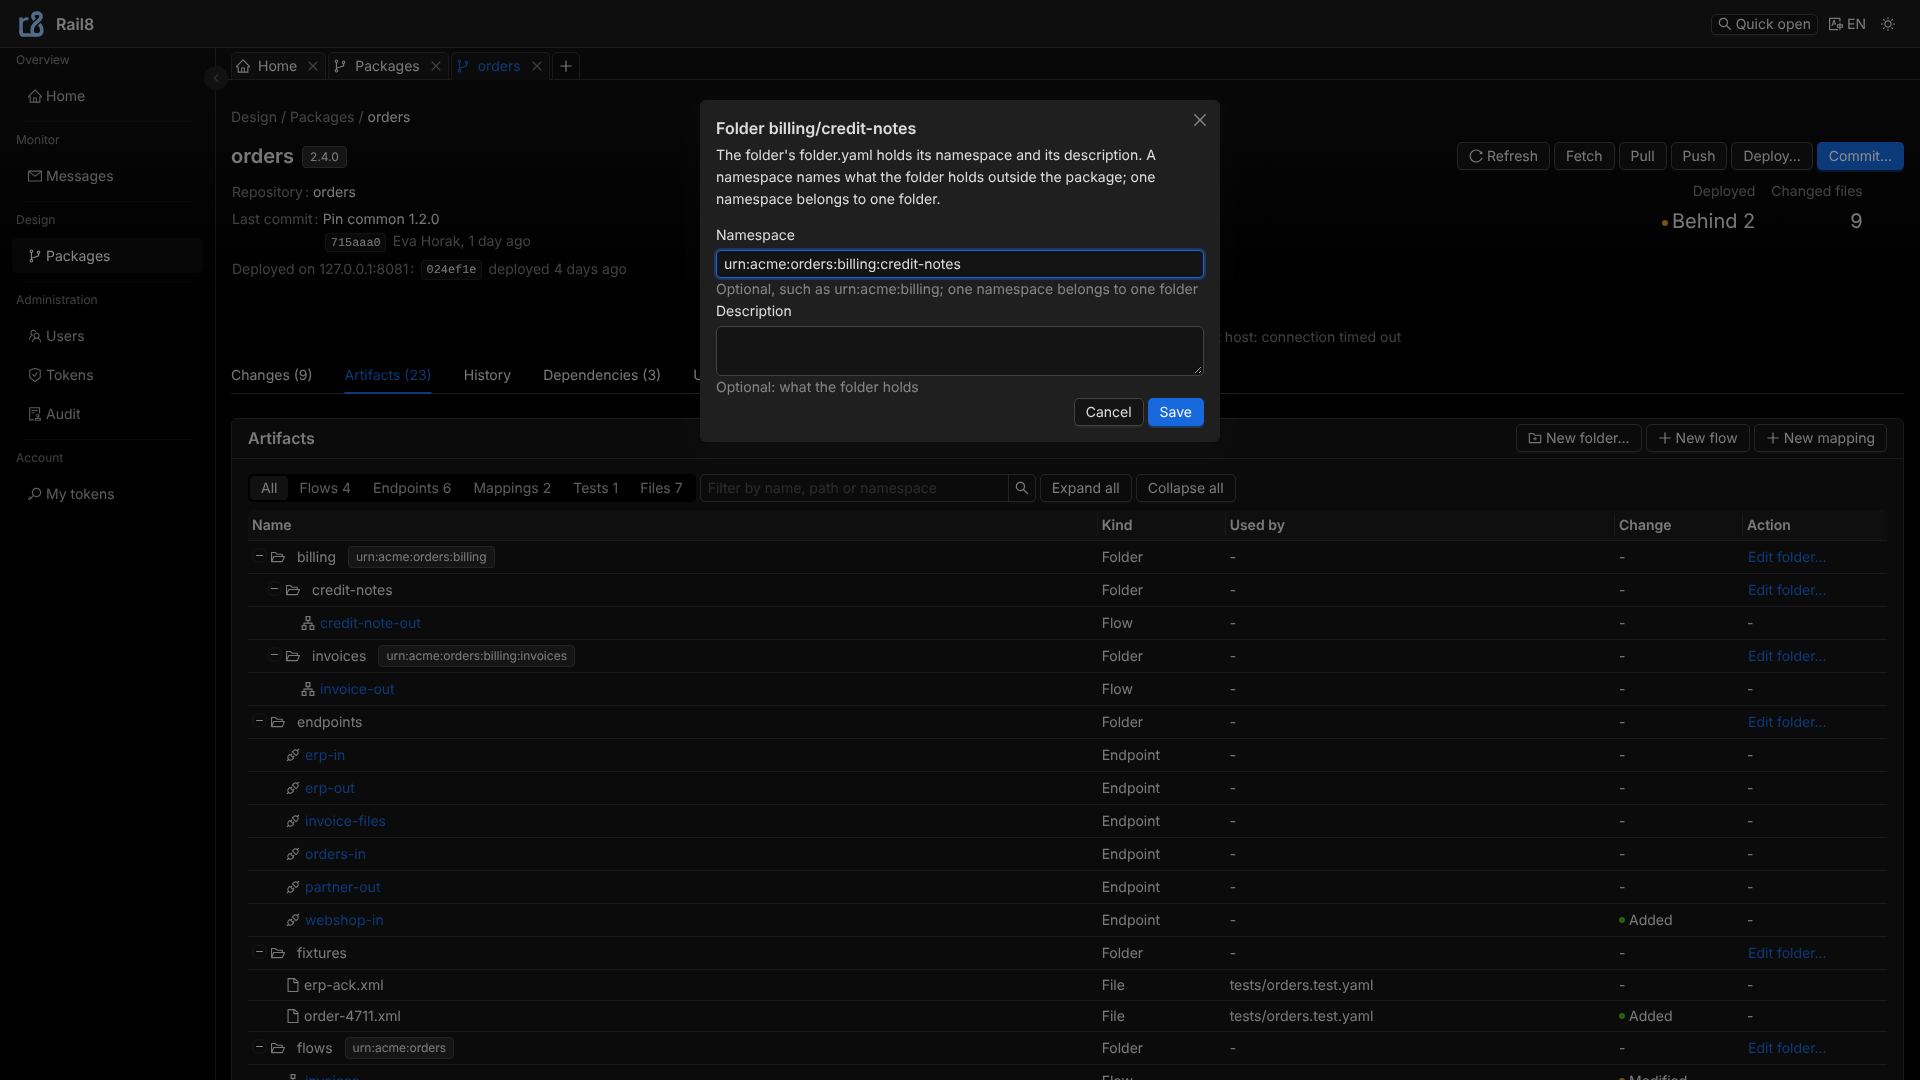 Rail8
Quick open
EN
Overview
Home
Monitor
Messages
Design
Packages
Administration
Users
Tokens
Audit
Account
My tokens
Home
Packages
orders
Design / Packages / orders
orders 2.4.0
Refresh
Fetch
Pull
Push
Deploy...
Commit...
Repository: orders
Last commit: Pin common 1.2.0
715aaa0 Eva Horak, 1 day ago
Deployed on 127.0.0.1:8081: 024ef1e deployed 4 days ago
Deployed
Behind 2
Changed files
9
host: connection timed out
Changes (9)
Artifacts (23)
History
Dependencies (3)
Folder billing/credit-notes
The folder's folder.yaml holds its namespace and its description. A
namespace names what the folder holds outside the package; one
namespace belongs to one folder.
Namespace
urn:acme:orders:billing:credit-notes
Optional, such as urn:acme:billing; one namespace belongs to one folder
Description
Optional: what the folder holds
Cancel
Save
Artifacts
New folder...
New flow
New mapping
All
Flows 4
Endpoints 6
Mappings 2
Tests 1
Files 7
Filter by name, path or namespace
Expand all
Collapse all
Name Kind Used by Change Action
billing urn:acme:orders:billing Folder - - Edit folder...
credit-notes Folder - - Edit folder...
credit-note-out Flow - - -
invoices urn:acme:orders:billing:invoices Folder - - Edit folder...
invoice-out Flow - - -
endpoints Folder - - Edit folder...
erp-in Endpoint - - -
erp-out Endpoint - - -
invoice-files Endpoint - - -
orders-in Endpoint - - -
partner-out Endpoint - - -
webshop-in Endpoint - Added -
fixtures Folder - - Edit folder...
erp-ack.xml File tests/orders.test.yaml - -
order-4711.xml File tests/orders.test.yaml Added -
flows urn:acme:orders Folder - - Edit folder...